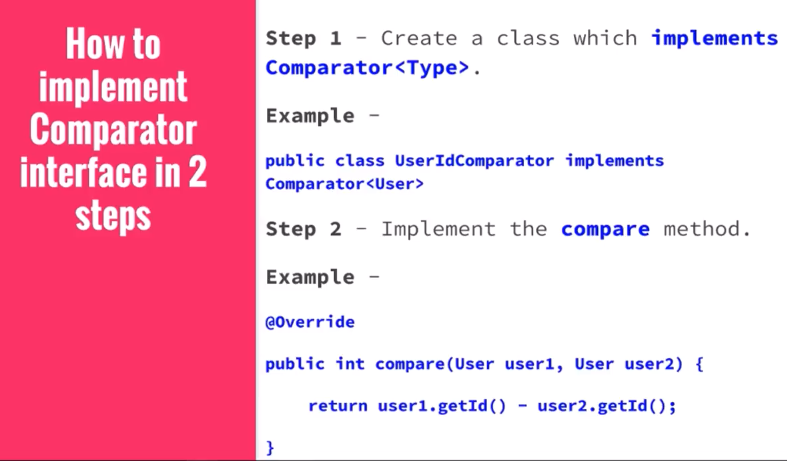 How to
implement
Comparator
interface in 2
steps
Step 1 – Create a class which implements
Comparator<Type>.
Example –
public class UserIdComparator implements
Comparator<User>
Step 2 – Implement the compare method.
Example –
@Override
public int compare(User user1, User user2) {
return user1.getId() – user2.getId();
}